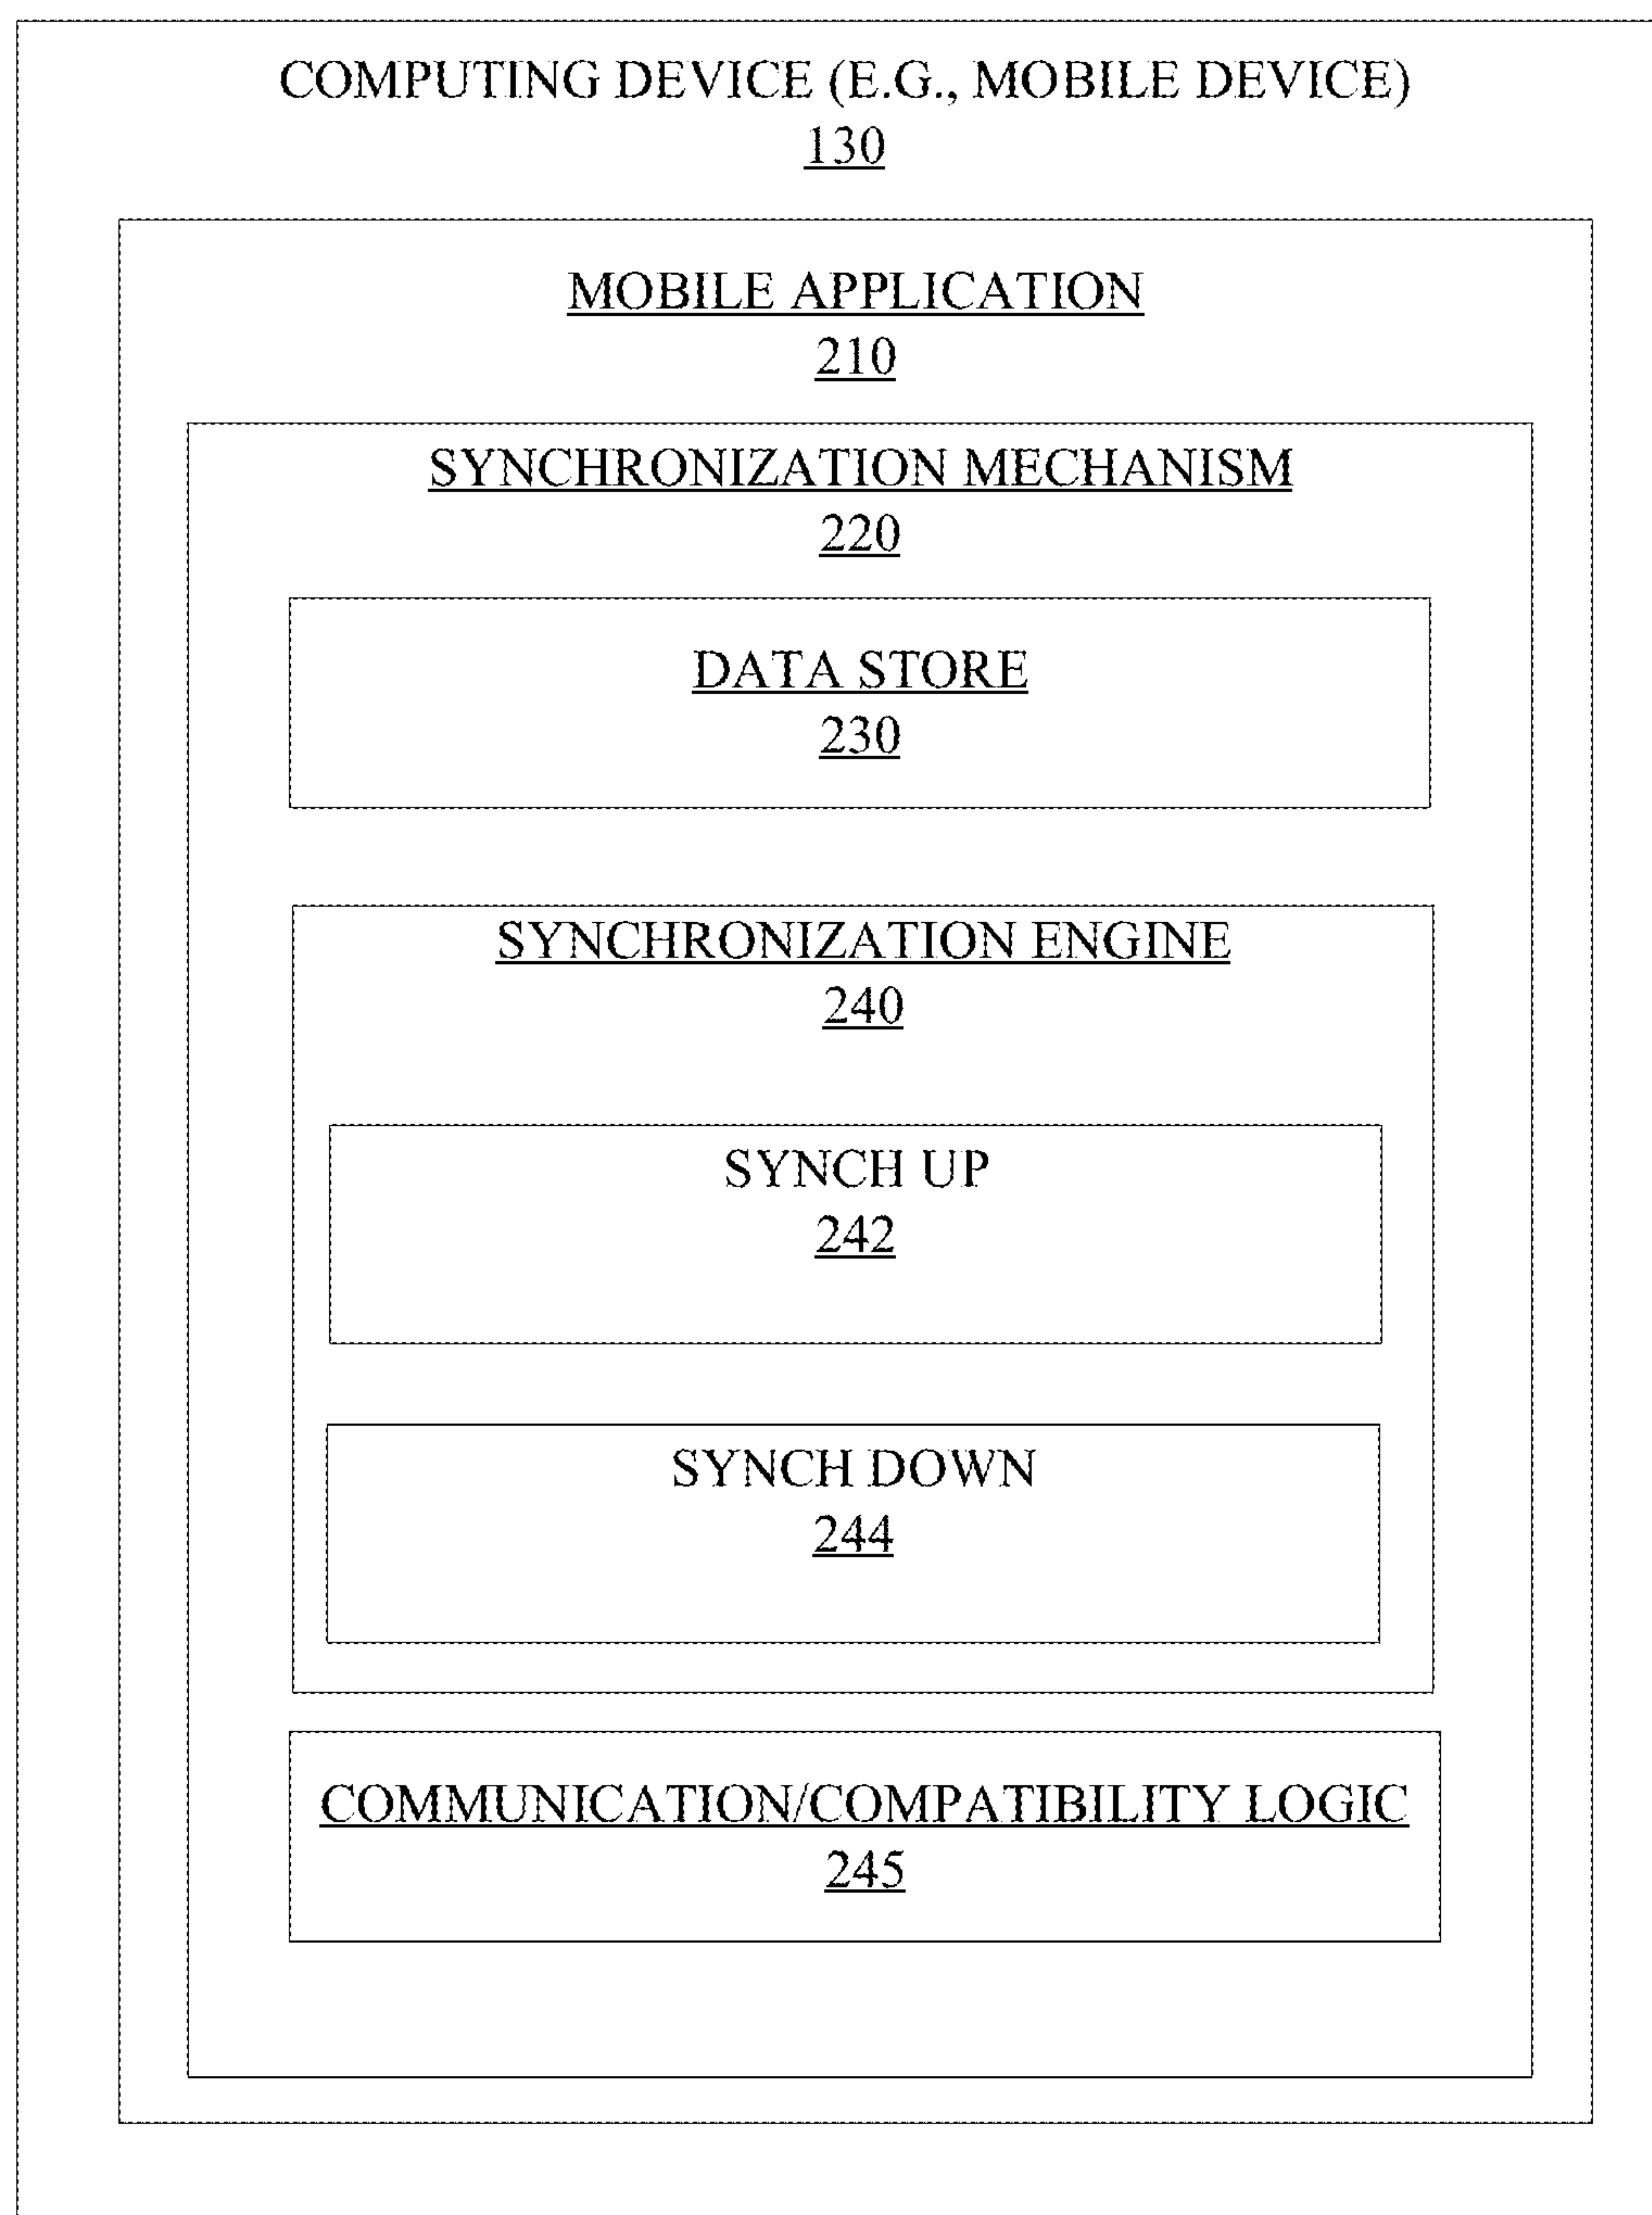 COMPUTING DEVICE (E.G., MOBILE DEVICE)
130
MOBILE APPLICATION
210
SYNCHRONIZATION MECHANISM
220
DATA STORE
230
SYNCHRONIZATION ENGINE
240
SYNCH UP
242
SYNCH DOWN
244
COMMUNICATION/COMPATIBILITY LOGIC
245